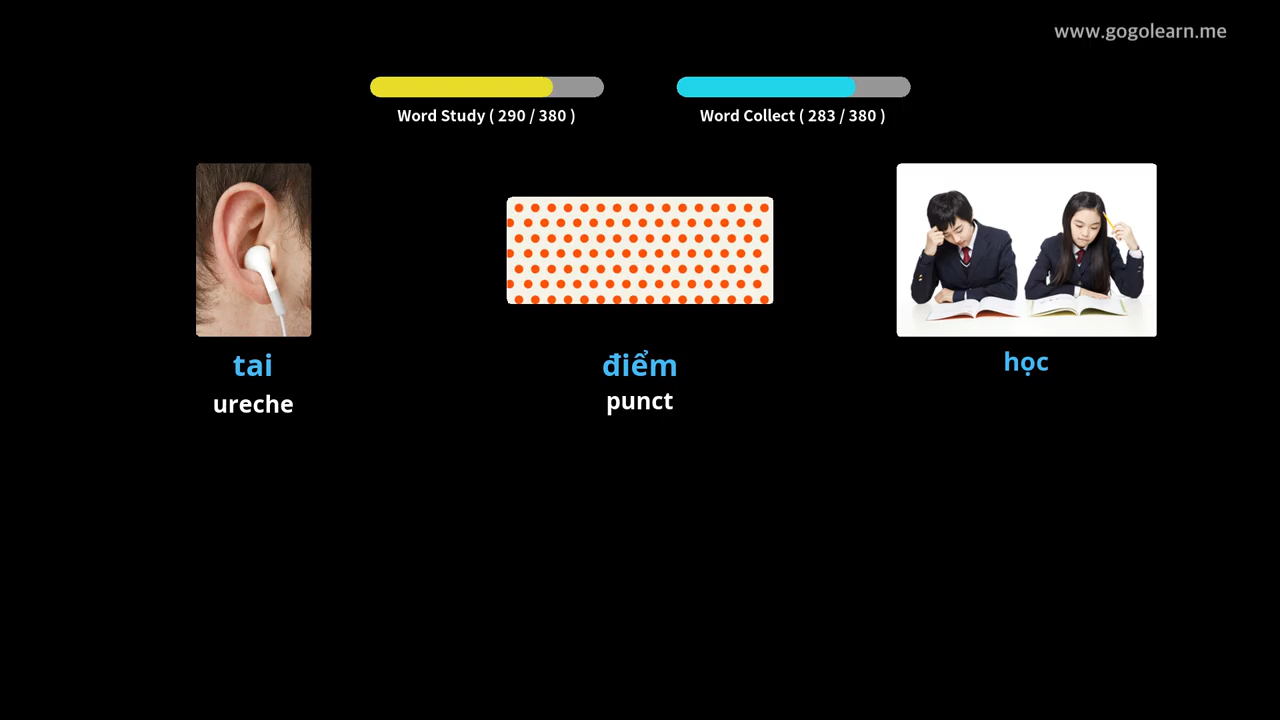 www.gogolearn.me
Word Study ( 290 / 380 )
Word Collect ( 283 / 380 )
tai
ureche
điểm
punct
học